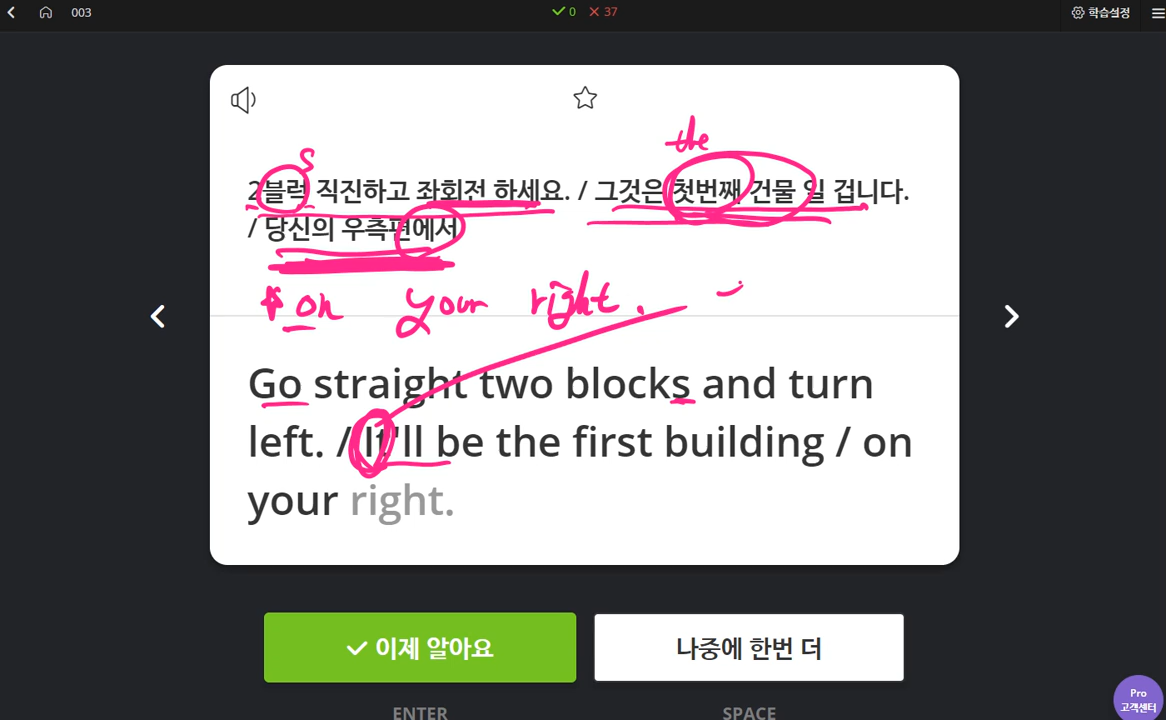 003
0
37
학습설정
the
s
2블럭 직진하고 좌회전 하세요. / 그것은 첫번째 건물 일 겁니다.
/ 당신의 우측편에서
* on your right.
Go straight two blocks and turn
left. / It'll be the first building / on
your right.
이제 알아요
나중에 한번 더
ENTER
SPACE
Pro
고객센터